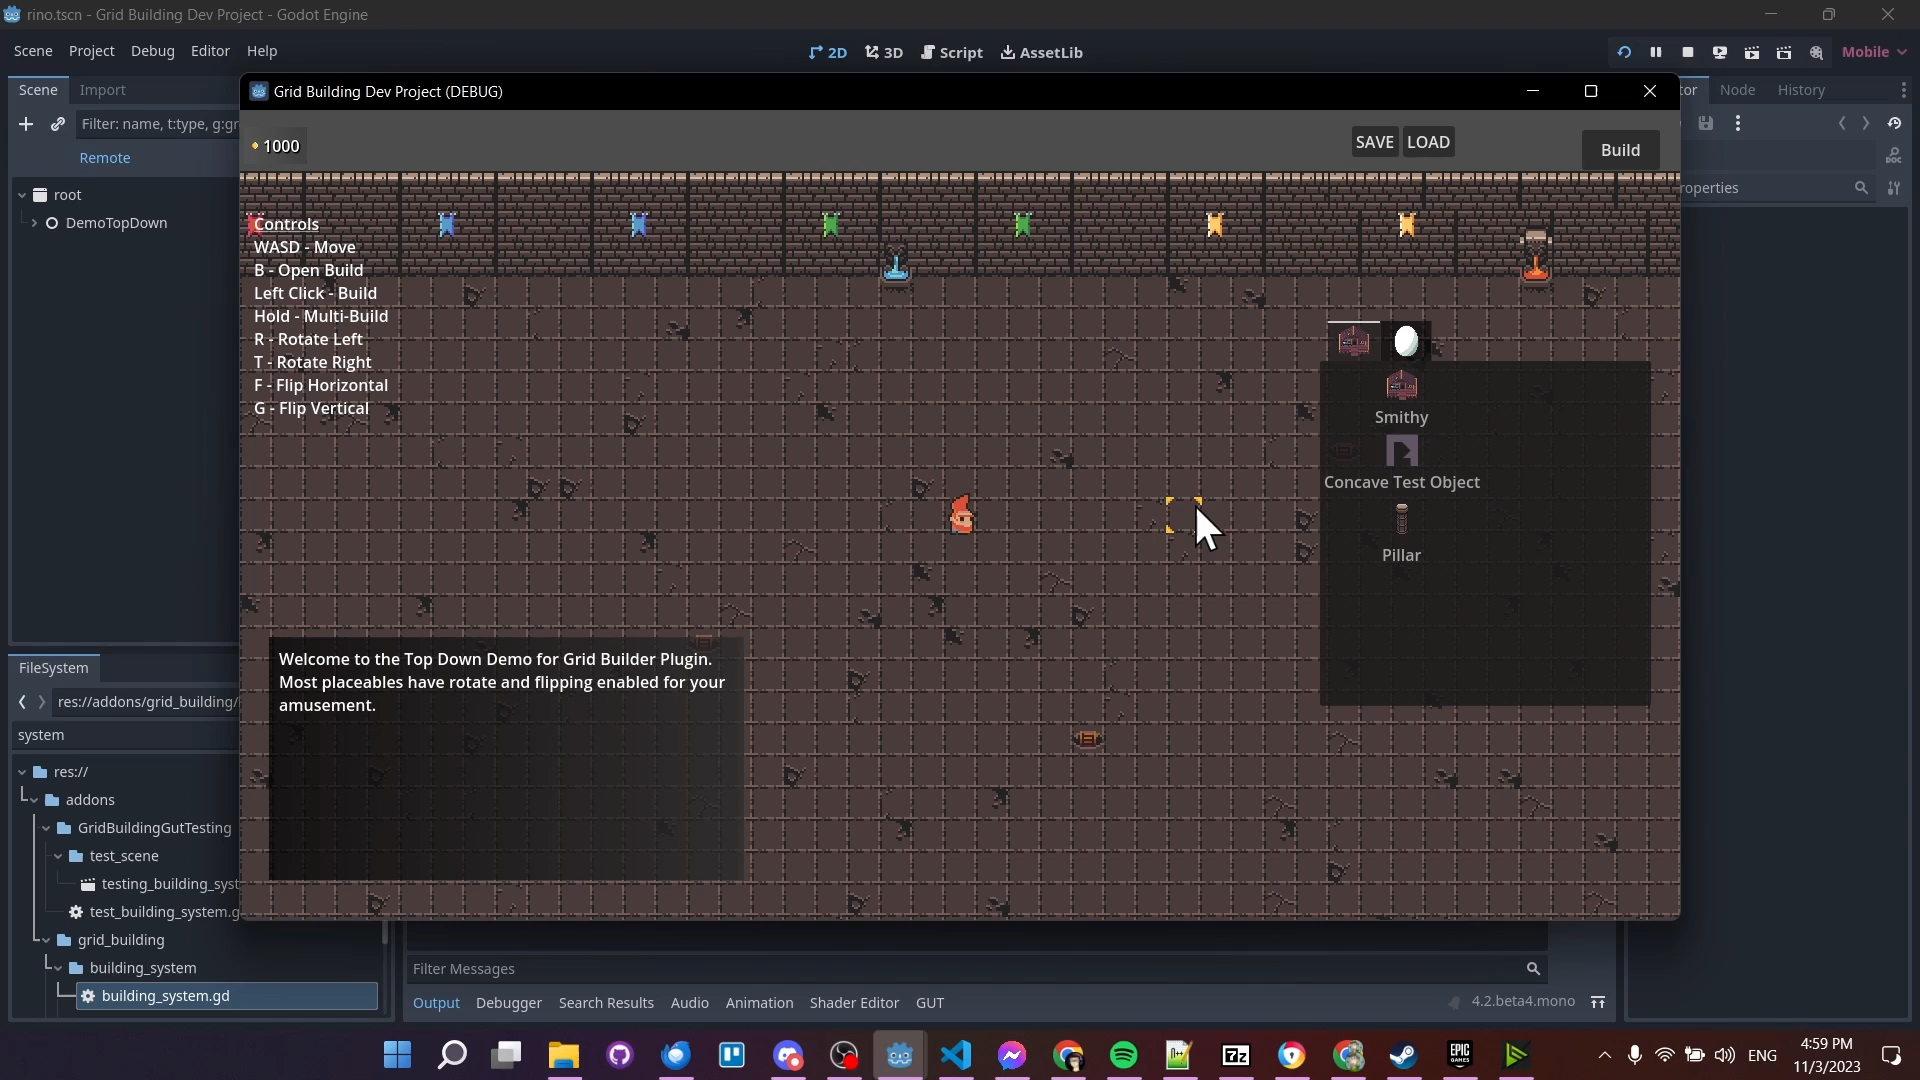 rino.tscn - Grid Building Dev Project - Godot Engine
Scene Project Debug Editor Help
2D 3D Script AssetLib
Mobile
Scene Import
Grid Building Dev Project (DEBUG)
Node History
Filter: name, t:type, g:gr
Remote
root
DemoTopDown
1000
SAVE LOAD
Build
roperties
Controls
WASD - Move
B - Open Build
Left Click - Build
Hold - Multi-Build
R - Rotate Left
T - Rotate Right
F - Flip Horizontal
G - Flip Vertical
Smithy
Concave Test Object
Pillar
Welcome to the Top Down Demo for Grid Builder Plugin.
Most placeables have rotate and flipping enabled for your
amusement.
FileSystem
res://addons/grid_building/
system
res://
addons
GridBuildingGutTesting
test_scene
testing_building_syst
test_building_system.g
grid_building
building_system
building_system.gd
Filter Messages
Output Debugger Search Results Audio Animation Shader Editor GUT
4.2.beta4.mono
ENG
4:59 PM
11/3/2023